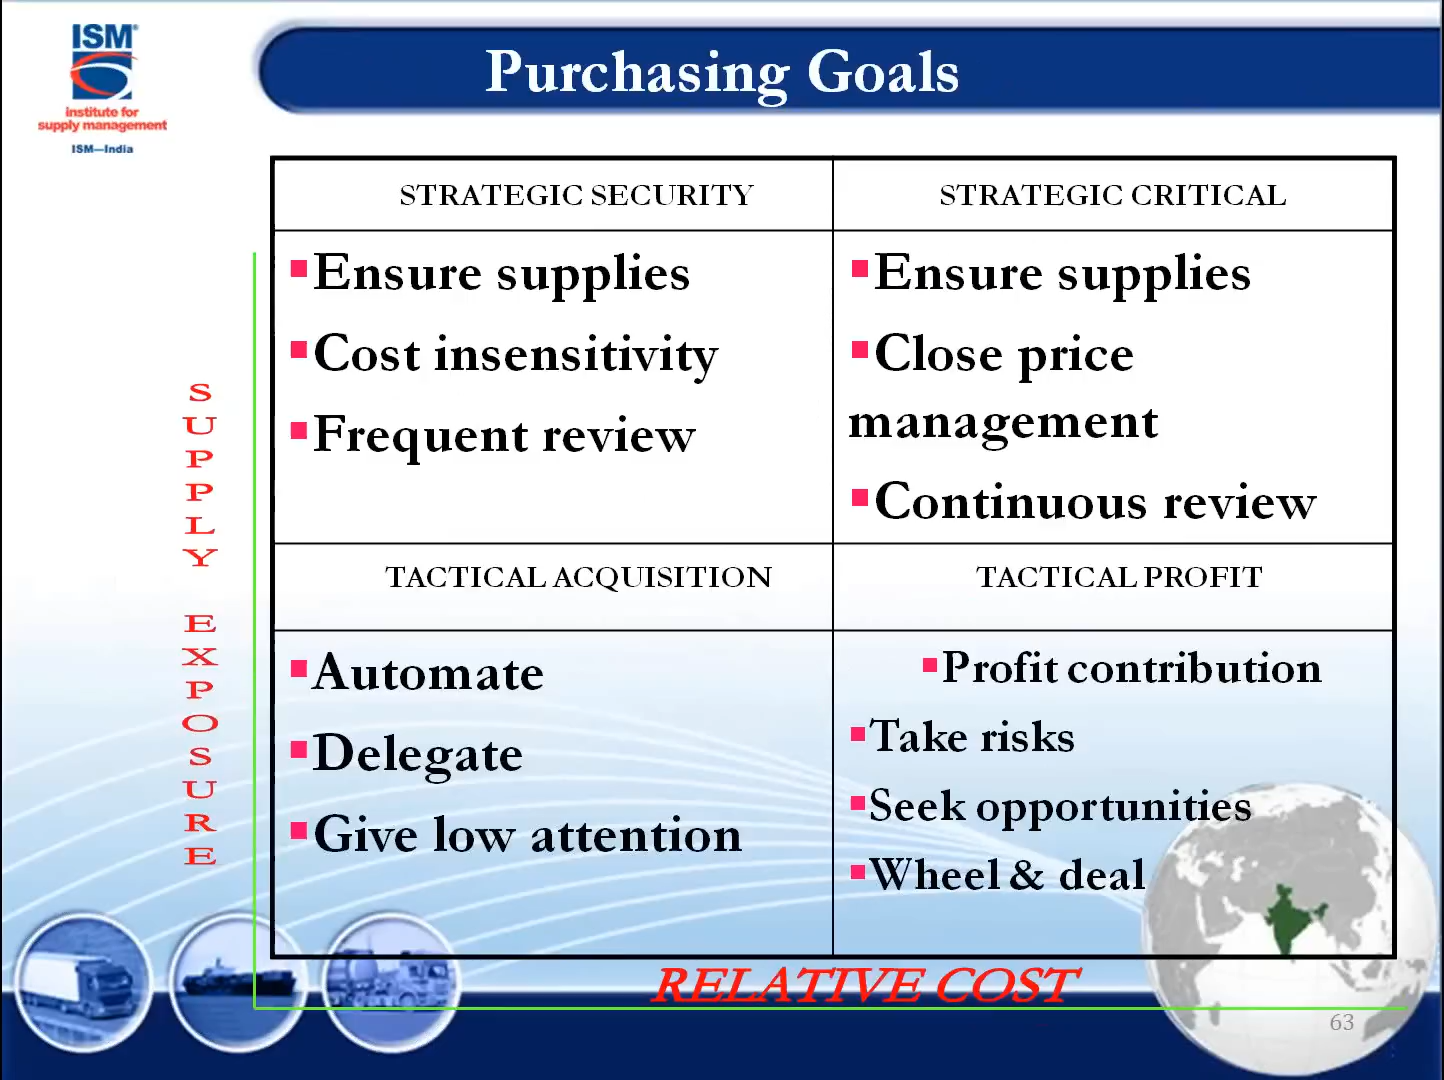 ISM®
institute for
supply management
ISM—India
Purchasing Goals
STRATEGIC SECURITY
▪Ensure supplies
▪Cost insensitivity
▪Frequent review
STRATEGIC CRITICAL
▪Ensure supplies
▪Close price
management
▪Continuous review
TACTICAL ACQUISITION
▪Automate
▪Delegate
▪Give low attention
TACTICAL PROFIT
▪Profit contribution
▪Take risks
▪Seek opportunities
▪Wheel & deal
SUPPLY EXPOSURE
RELATIVE COST
63